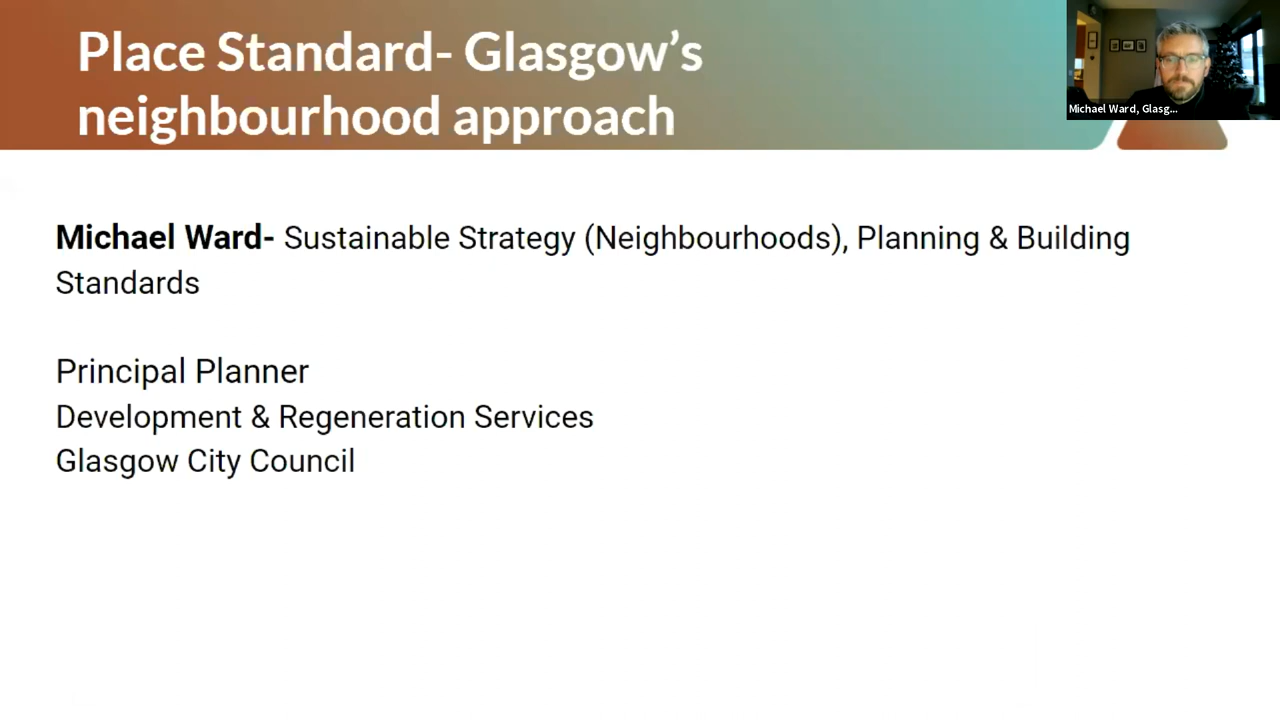 Place Standard- Glasgow's
neighbourhood approach
Michael Ward, Glasg...
Michael Ward- Sustainable Strategy (Neighbourhoods), Planning & Building
Standards
Principal Planner
Development & Regeneration Services
Glasgow City Council